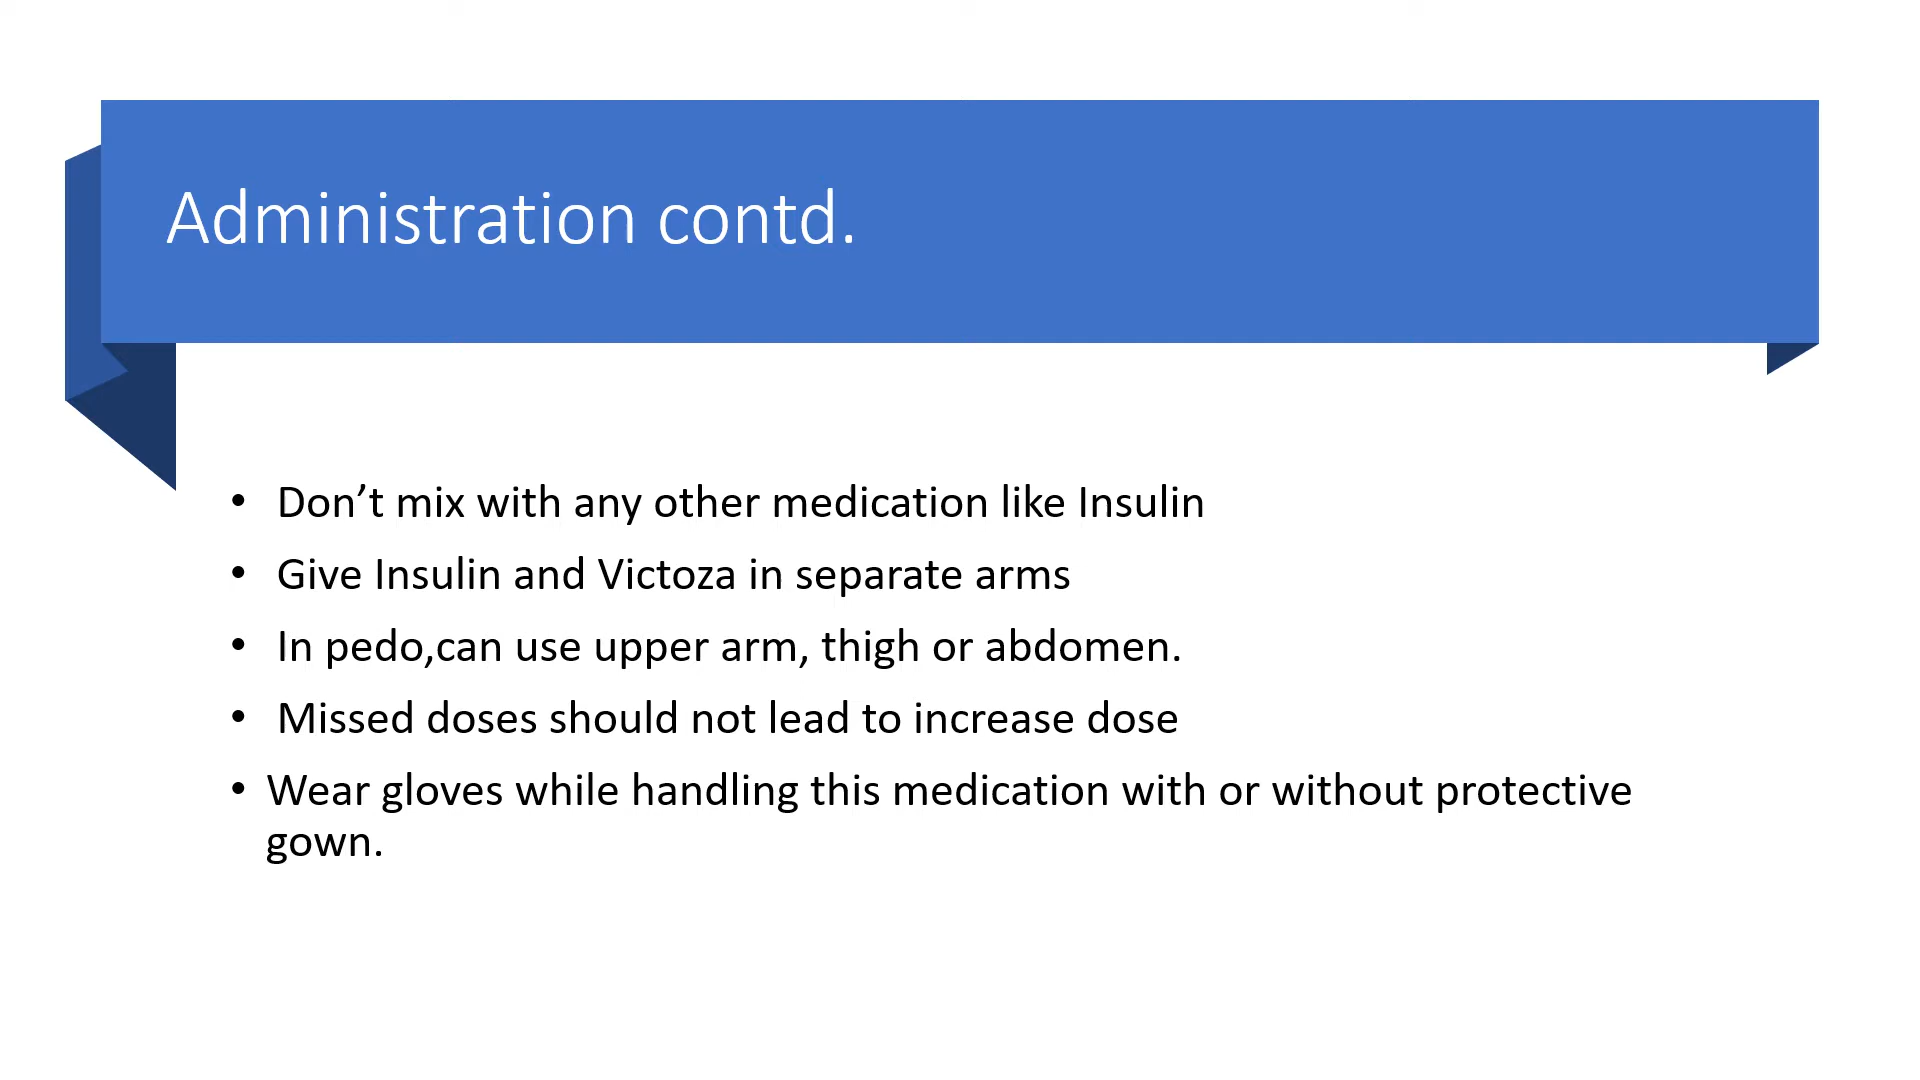 Administration contd.
• Don’t mix with any other medication like Insulin
• Give Insulin and Victoza in separate arms
• In pedo,can use upper arm, thigh or abdomen.
• Missed doses should not lead to increase dose
• Wear gloves while handling this medication with or without protective
gown.